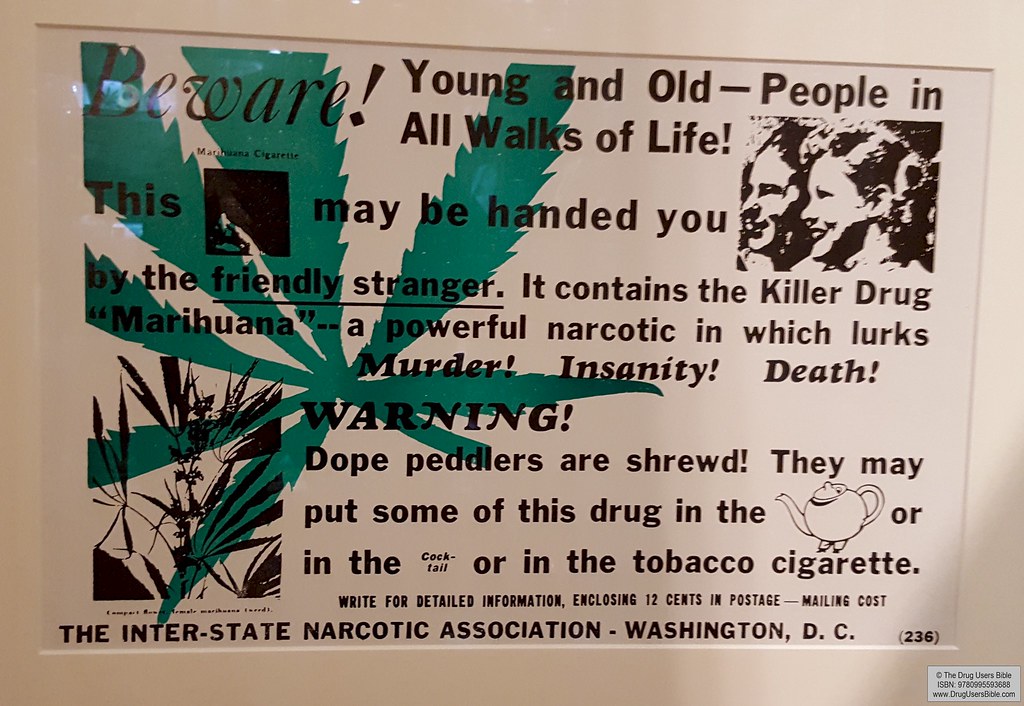 Beware! Young and Old — People in
All Walks of Life!
Marihuana Cigarette
This may be handed you
by the friendly stranger. It contains the Killer Drug
“Marihuana”-- a powerful narcotic in which lurks
Murder! Insanity! Death!
WARNING!
Dope peddlers are shrewd! They may
put some of this drug in the or
in the Cock-
tail or in the tobacco cigarette.
female marihuana (weed).
WRITE FOR DETAILED INFORMATION, ENCLOSING 12 CENTS IN POSTAGE — MAILING COST
THE INTER-STATE NARCOTIC ASSOCIATION - WASHINGTON, D. C. (236)
© The Drug Users Bible
ISBN: 9780995593688
www.DrugUsersBible.com